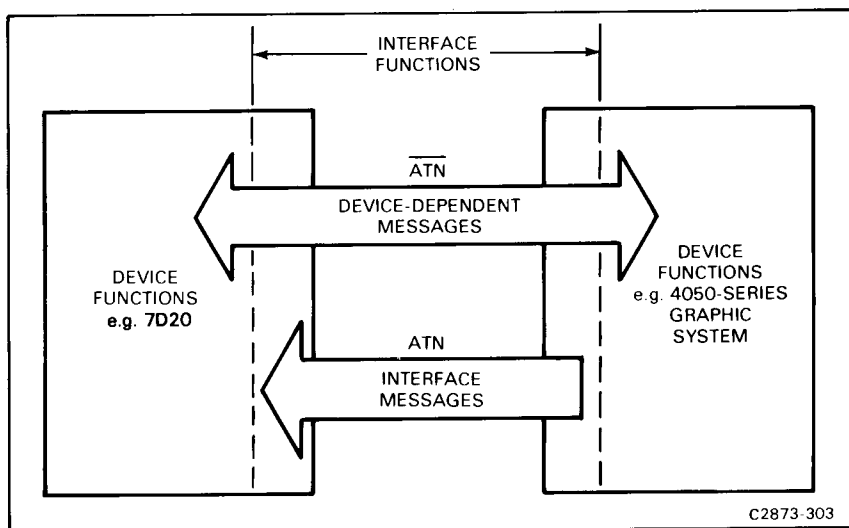 INTERFACE
FUNCTIONS
A̅T̅N̅
DEVICE-DEPENDENT
MESSAGES
DEVICE
FUNCTIONS
e.g. 7D20
DEVICE
FUNCTIONS
e.g. 4050-SERIES
GRAPHIC
SYSTEM
ATN
INTERFACE
MESSAGES
C2873-303